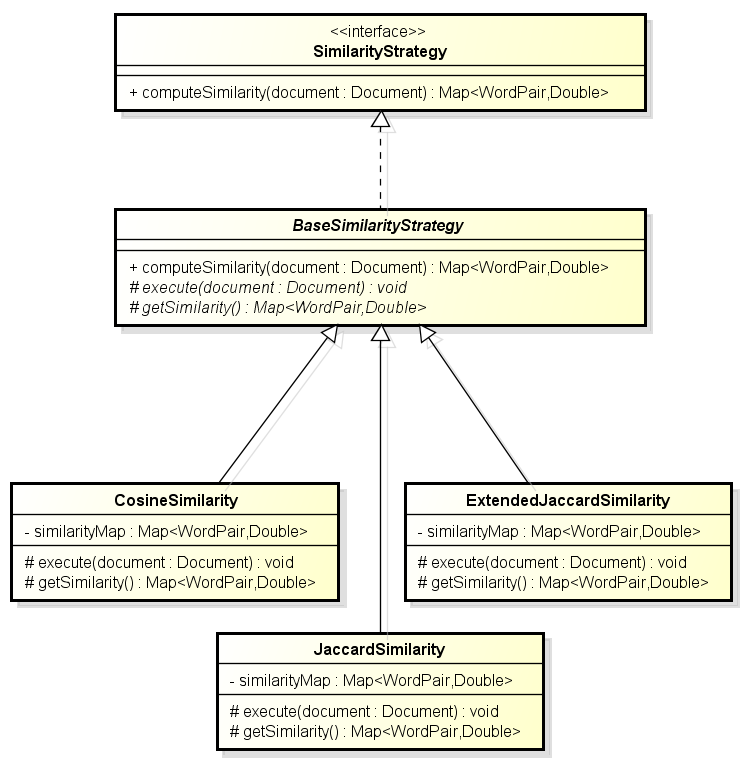 <<interface>>
SimilarityStrategy
+ computeSimilarity(document : Document) : Map<WordPair,Double>
BaseSimilarityStrategy
+ computeSimilarity(document : Document) : Map<WordPair,Double>
# execute(document : Document) : void
# getSimilarity() : Map<WordPair,Double>
CosineSimilarity
- similarityMap : Map<WordPair,Double>
# execute(document : Document) : void
# getSimilarity() : Map<WordPair,Double>
ExtendedJaccardSimilarity
- similarityMap : Map<WordPair,Double>
# execute(document : Document) : void
# getSimilarity() : Map<WordPair,Double>
JaccardSimilarity
- similarityMap : Map<WordPair,Double>
# execute(document : Document) : void
# getSimilarity() : Map<WordPair,Double>